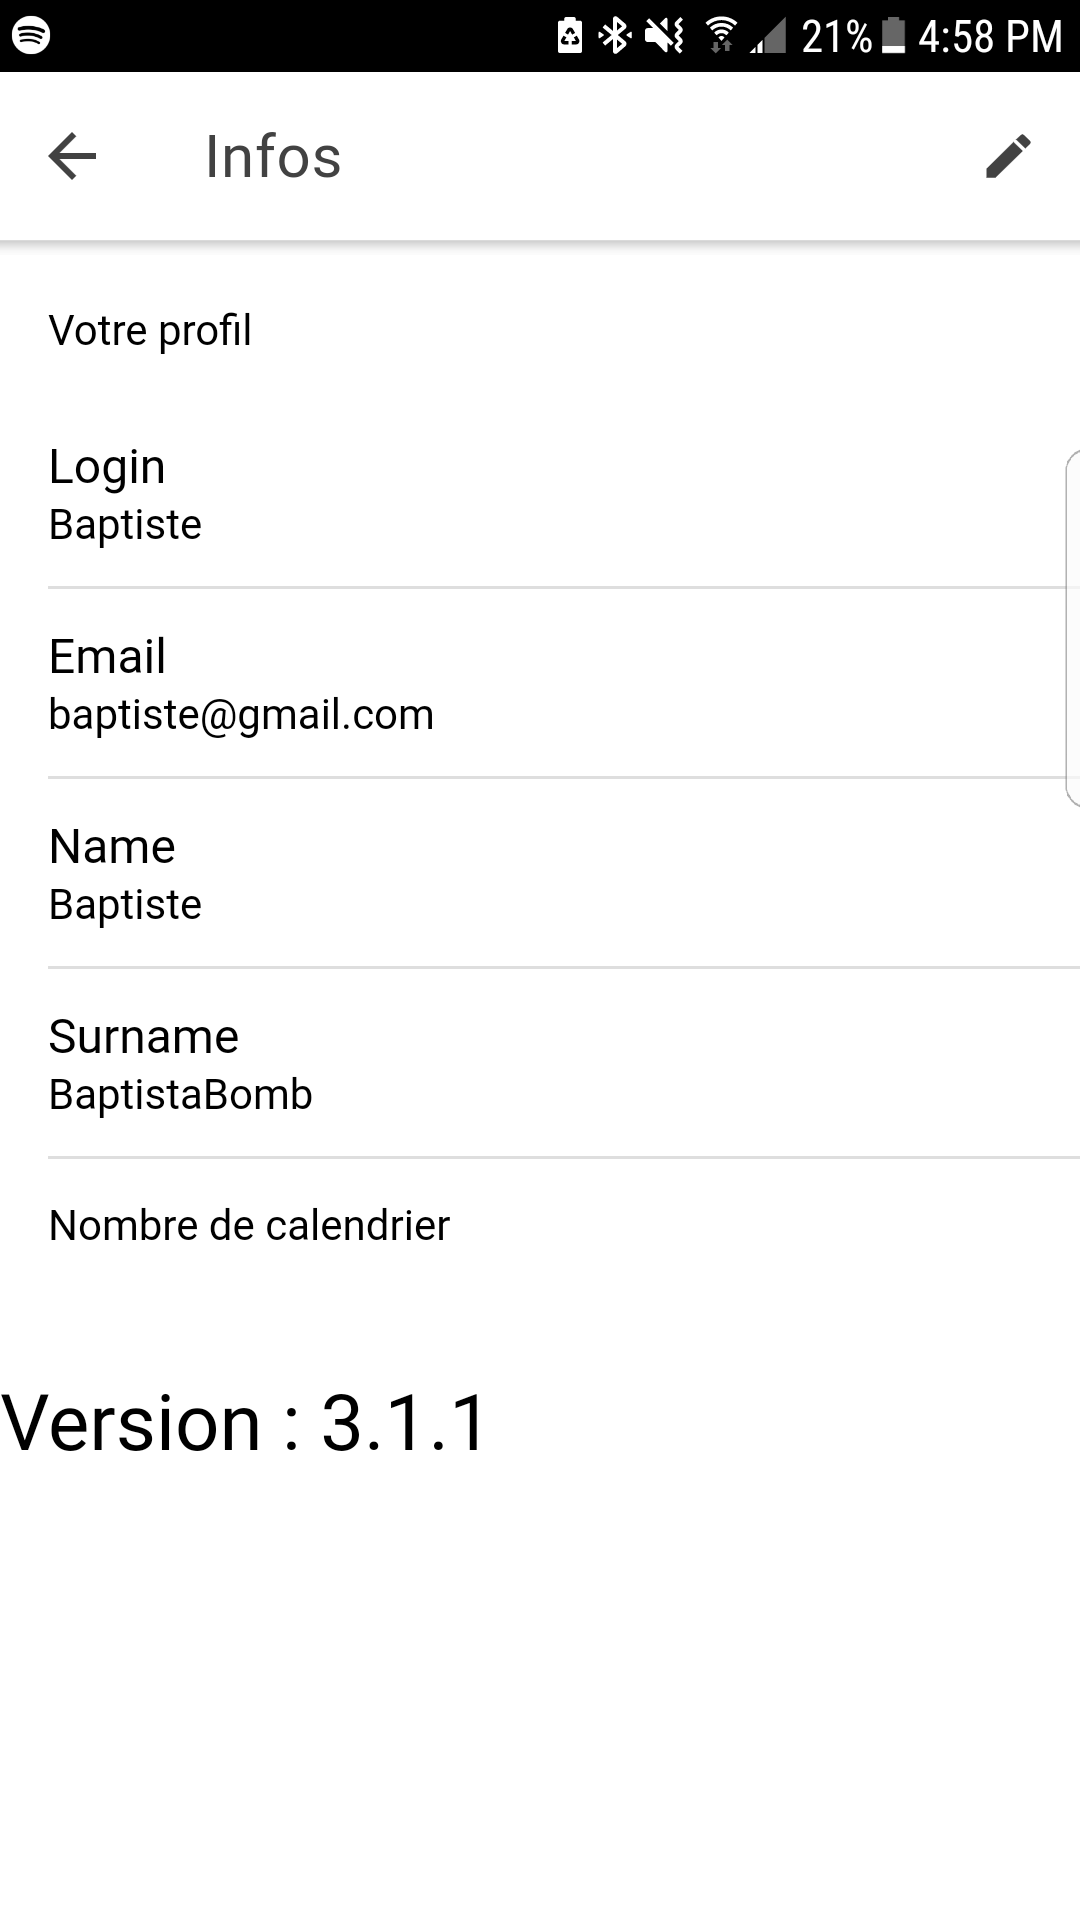 21% 4:58 PM
Infos
Votre profil
Login
Baptiste
Email
baptiste@gmail.com
Name
Baptiste
Surname
BaptistaBomb
Nombre de calendrier
Version : 3.1.1